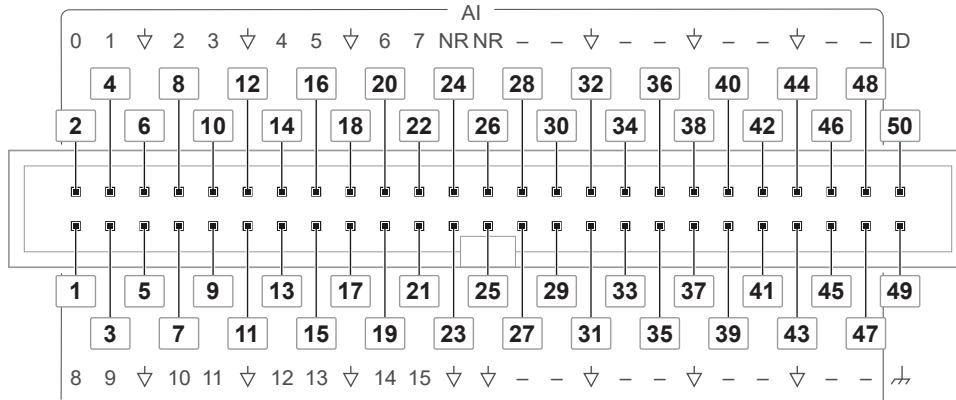 AI
0 1 2 3 4 5 6 7 NR NR – – – – – – – – ID
4 8 12 16 20 24 28 32 36 40 44 48
2 6 10 14 18 22 26 30 34 38 42 46 50
1 5 9 13 17 21 25 29 33 37 41 45 49
3 7 11 15 19 23 27 31 35 39 43 47
8 9 10 11 12 13 14 15 – – – – – – – –